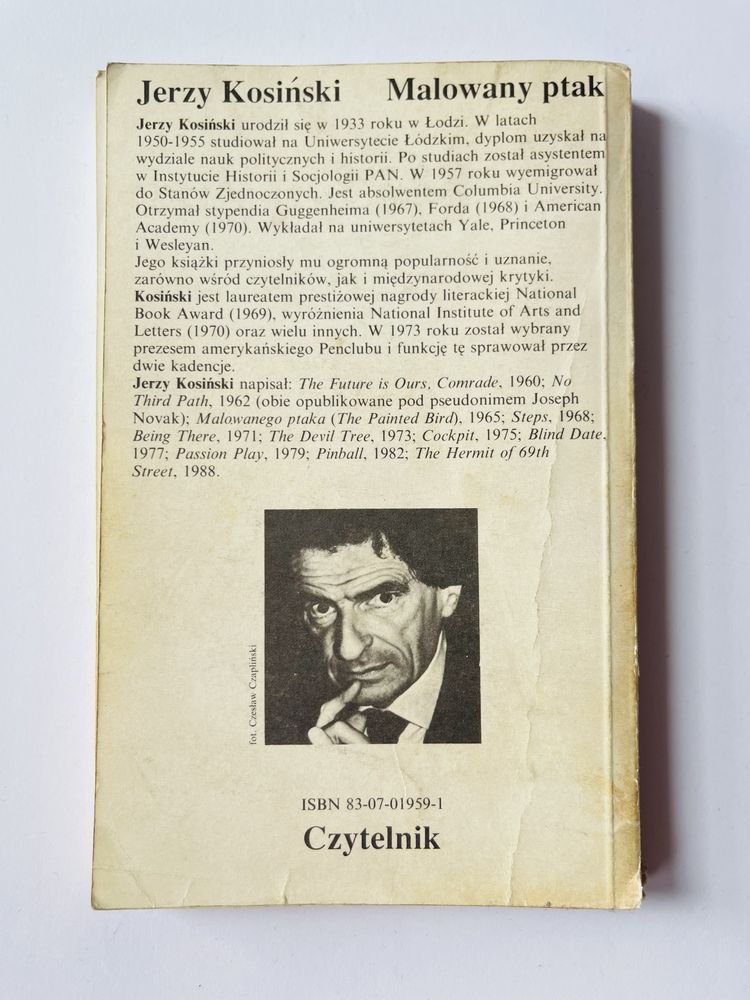 Jerzy Kosiński Malowany ptak
Jerzy Kosiński urodził się w 1933 roku w Łodzi. W latach
1950-1955 studiował na Uniwersytecie Łódzkim, dyplom uzyskał na
wydziale nauk politycznych i historii. Po studiach został asystentem
w Instytucie Historii i Socjologii PAN. W 1957 roku wyemigrował
do Stanów Zjednoczonych. Jest absolwentem Columbia University.
Otrzymał stypendia Guggenheima (1967), Forda (1968) i American
Academy (1970). Wykładał na uniwersytetach Yale, Princeton
i Wesleyan.
Jego książki przyniosły mu ogromną popularność i uznanie,
zarówno wśród czytelników, jak i międzynarodowej krytyki.
Kosiński jest laureatem prestiżowej nagrody literackiej National
Book Award (1969), wyróżnienia National Institute of Arts and
Letters (1970) oraz wielu innych. W 1973 roku został wybrany
prezesem amerykańskiego Penclubu i funkcję tę sprawował przez
dwie kadencje.
Jerzy Kosiński napisał: The Future is Ours, Comrade, 1960; No
Third Path, 1962 (obie opublikowane pod pseudonimem Joseph
Novak); Malowanego ptaka (The Painted Bird), 1965; Steps, 1968;
Being There, 1971; The Devil Tree, 1973; Cockpit, 1975; Blind Date,
1977; Passion Play, 1979; Pinball, 1982; The Hermit of 69th
Street, 1988.
fot. Czesław Czapliński
ISBN 83-07-01959-1
Czytelnik